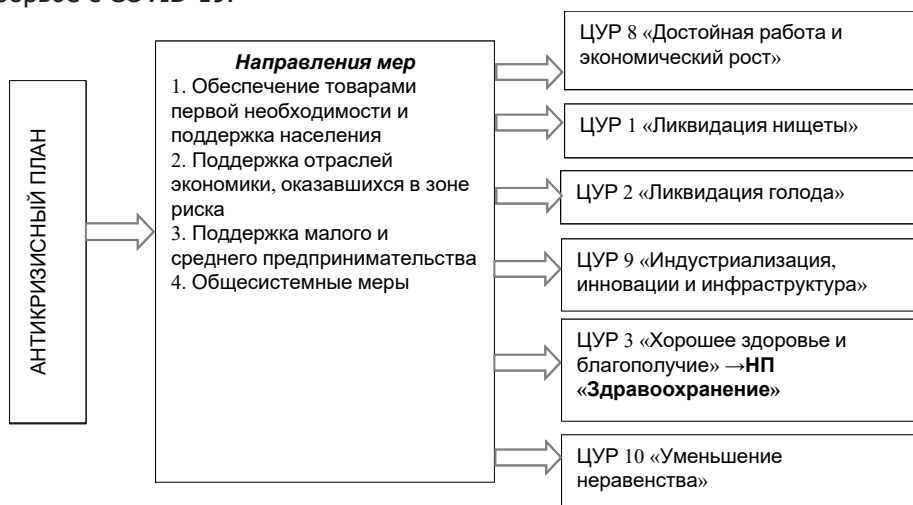 борьбе с COVID-19.
АНТИКРИЗИСНЫЙ ПЛАН
Направления мер
1. Обеспечение товарами
первой необходимости и
поддержка населения
2. Поддержка отраслей
экономики, оказавшихся в зоне
риска
3. Поддержка малого и
среднего предпринимательства
4. Общесистемные меры
ЦУР 8 «Достойная работа и
экономический рост»
ЦУР 1 «Ликвидация нищеты»
ЦУР 2 «Ликвидация голода»
ЦУР 9 «Индустриализация,
инновации и инфраструктура»
ЦУР 3 «Хорошее здоровье и
благополучие» →НП
«Здравоохранение»
ЦУР 10 «Уменьшение
неравенства»